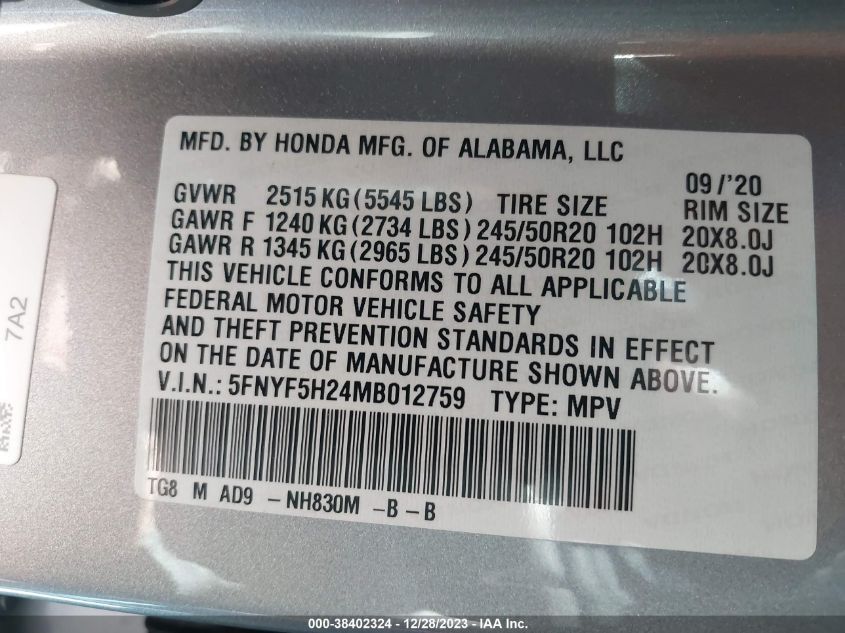 MFD. BY HONDA MFG. OF ALABAMA, LLC
09/'20
GVWR 2515 KG (5545 LBS) TIRE SIZE RIM SIZE
GAWR F 1240 KG (2734 LBS) 245/50R20 102H 20X8.0J
GAWR R 1345 KG (2965 LBS) 245/50R20 102H 20X8.0J
THIS VEHICLE CONFORMS TO ALL APPLICABLE
FEDERAL MOTOR VEHICLE SAFETY
AND THEFT PREVENTION STANDARDS IN EFFECT
ON THE DATE OF MANUFACTURE SHOWN ABOVE.
V.I.N.: 5FNYF5H24MB012759 TYPE: MPV
TG8 M AD9 - NH830M - B - B
7A2
000-38402324 - 12/28/2023 - IAA Inc.